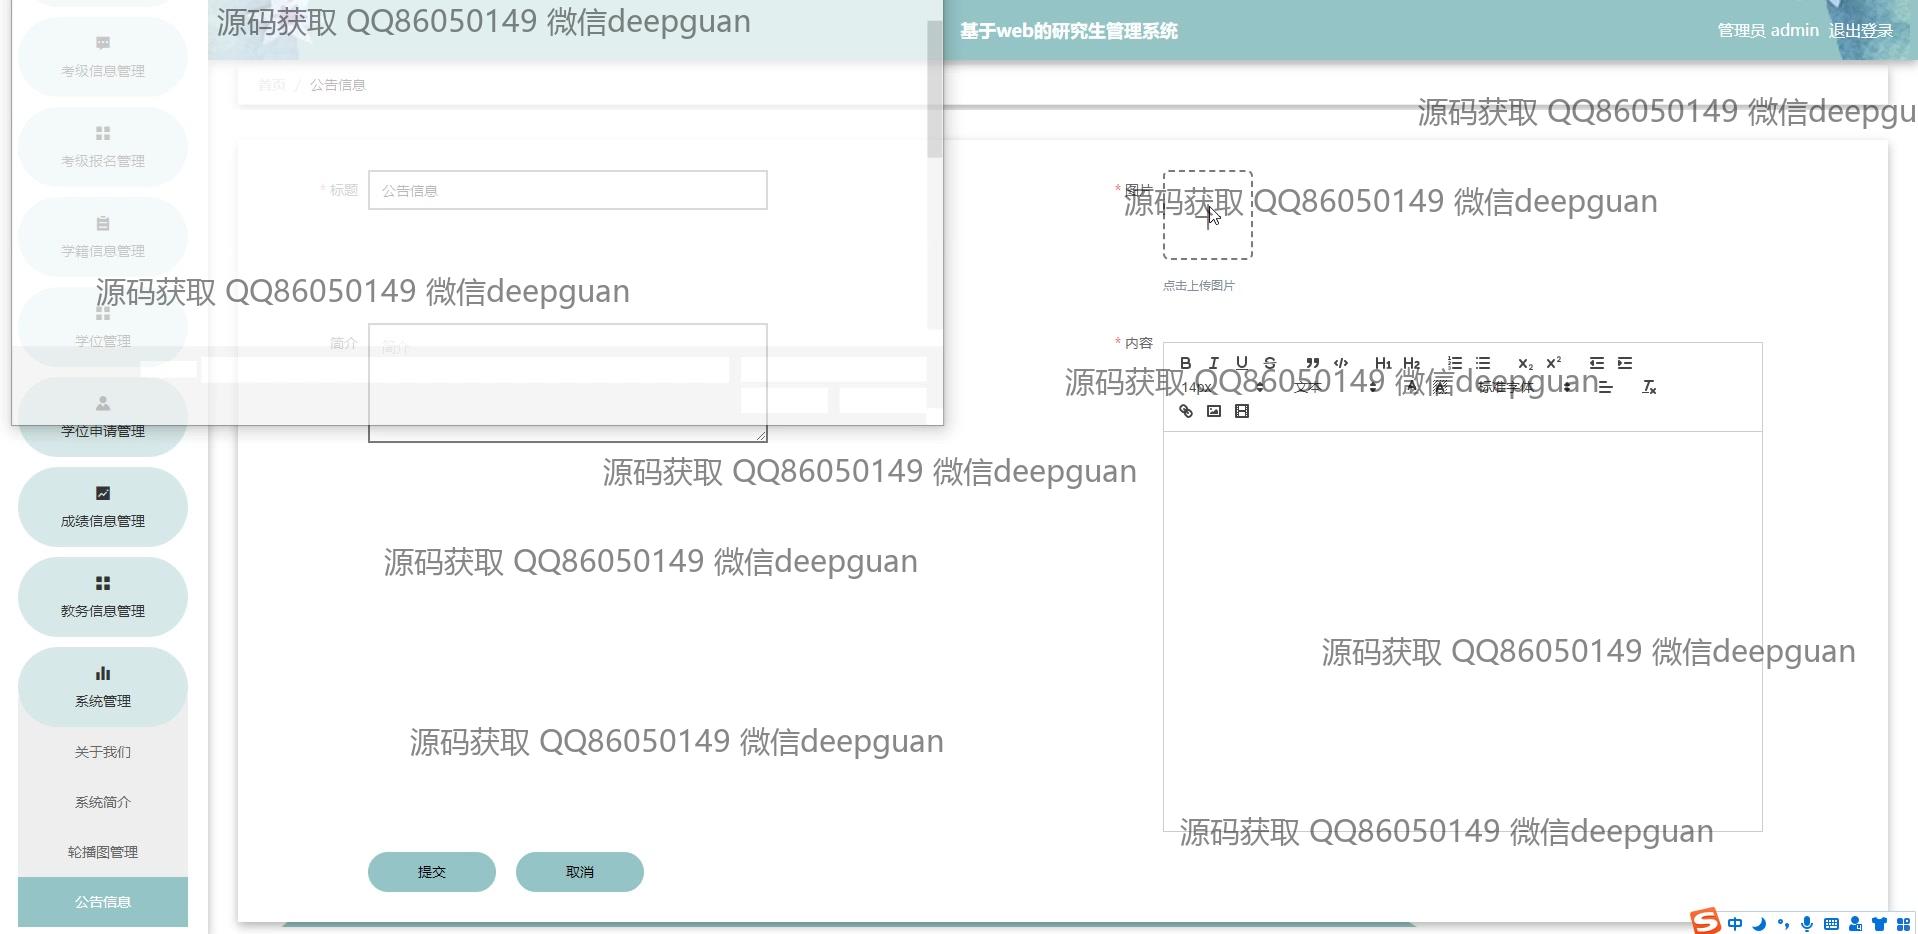 源码获取 QQ86050149 微信deepguan
基于web的研究生管理系统
管理员 admin 退出登录
考级信息管理
首页 / 公告信息
源码获取 QQ86050149 微信deepgu
考级报名管理
* 标题
公告信息
* 图片
源码获取 QQ86050149 微信deepguan
学籍信息管理
点击上传图片
源码获取 QQ86050149 微信deepguan
学位管理
简介
简介
* 内容
B I U S H1 H2 X2 X2
14px 文本 标准字体
源码获取 QQ86050149 微信deepguan
学位申请管理
源码获取 QQ86050149 微信deepguan
成绩信息管理
源码获取 QQ86050149 微信deepguan
教务信息管理
源码获取 QQ86050149 微信deepguan
系统管理
源码获取 QQ86050149 微信deepguan
关于我们
系统简介
源码获取 QQ86050149 微信deepguan
轮播图管理
提交 取消
公告信息
中